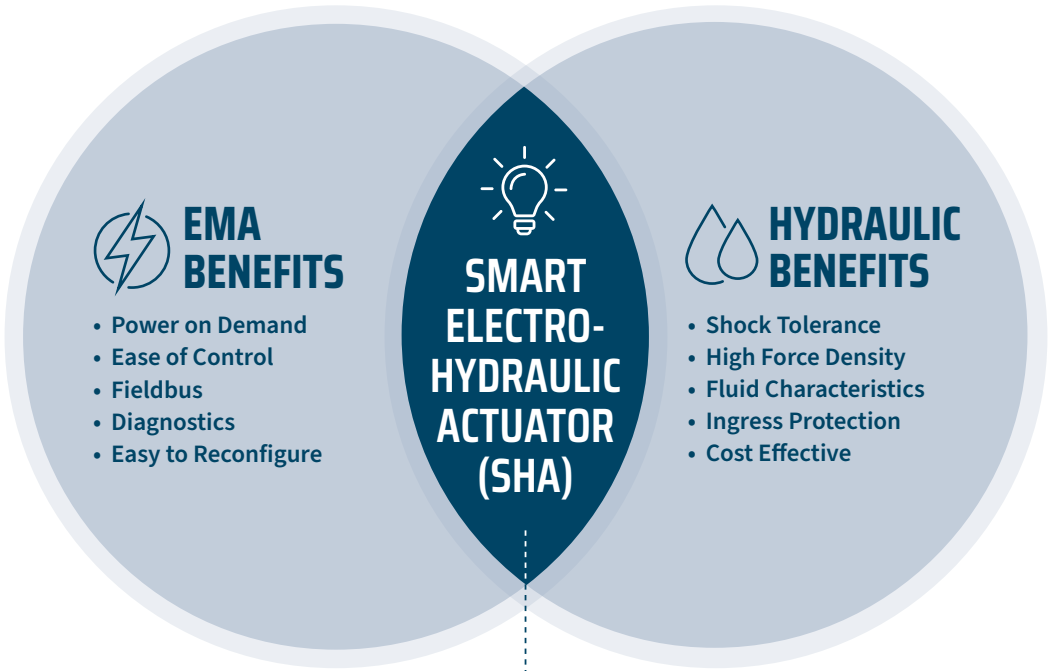 EMA
BENEFITS
• Power on Demand
• Ease of Control
• Fieldbus
• Diagnostics
• Easy to Reconfigure
SMART
ELECTRO-
HYDRAULIC
ACTUATOR
(SHA)
HYDRAULIC
BENEFITS
• Shock Tolerance
• High Force Density
• Fluid Characteristics
• Ingress Protection
• Cost Effective